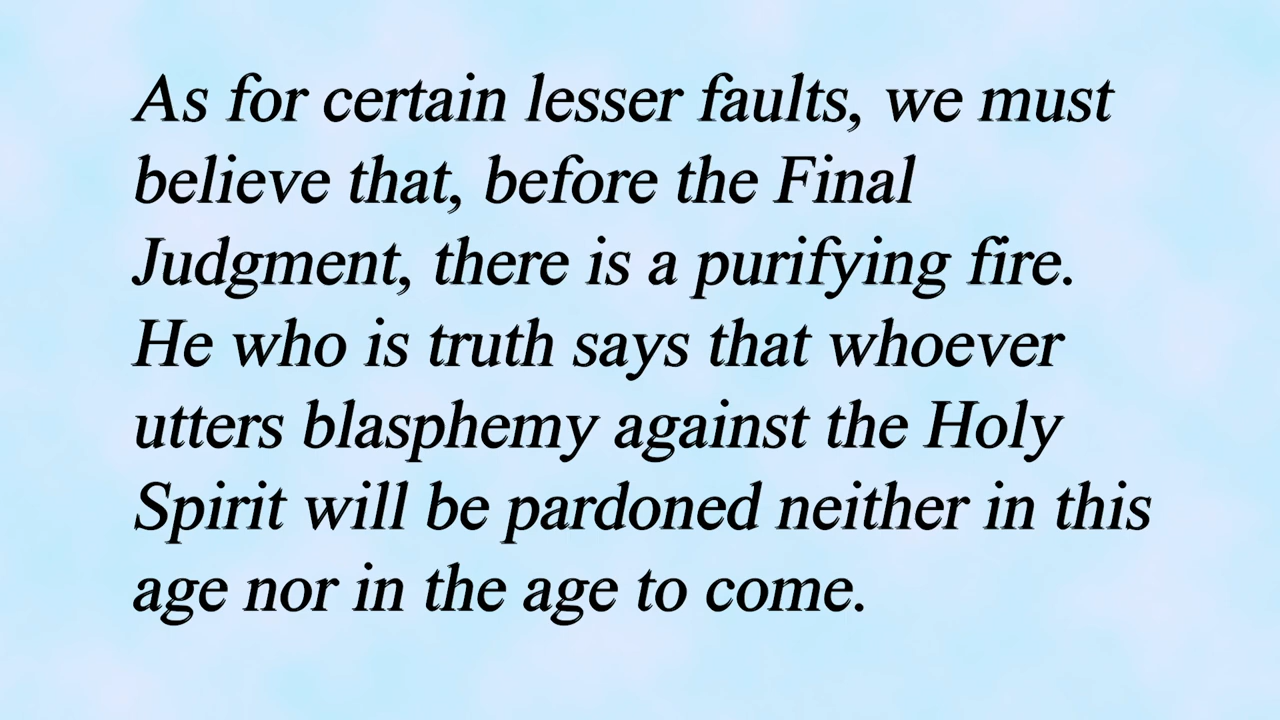 As for certain lesser faults, we must
believe that, before the Final
Judgment, there is a purifying fire.
He who is truth says that whoever
utters blasphemy against the Holy
Spirit will be pardoned neither in this
age nor in the age to come.